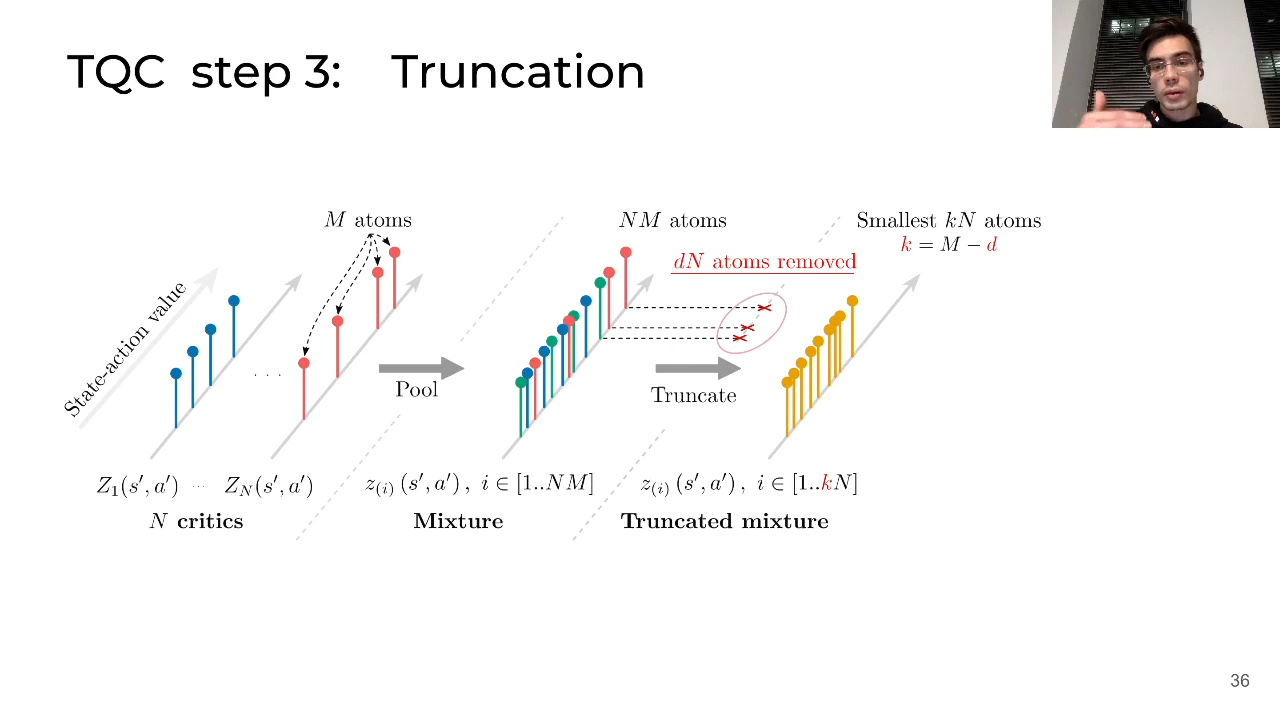 TQC step 3: Truncation
M atoms
NM atoms
Smallest kN atoms
k = M − d
dN atoms removed
State-action value
. . .
Pool
Truncate
Z₁(s′, a′) ... Z_N(s′, a′)
z₍ᵢ₎ (s′, a′) , i ∈ [1..NM]
z₍ᵢ₎ (s′, a′) , i ∈ [1..kN]
N critics
Mixture
Truncated mixture
36